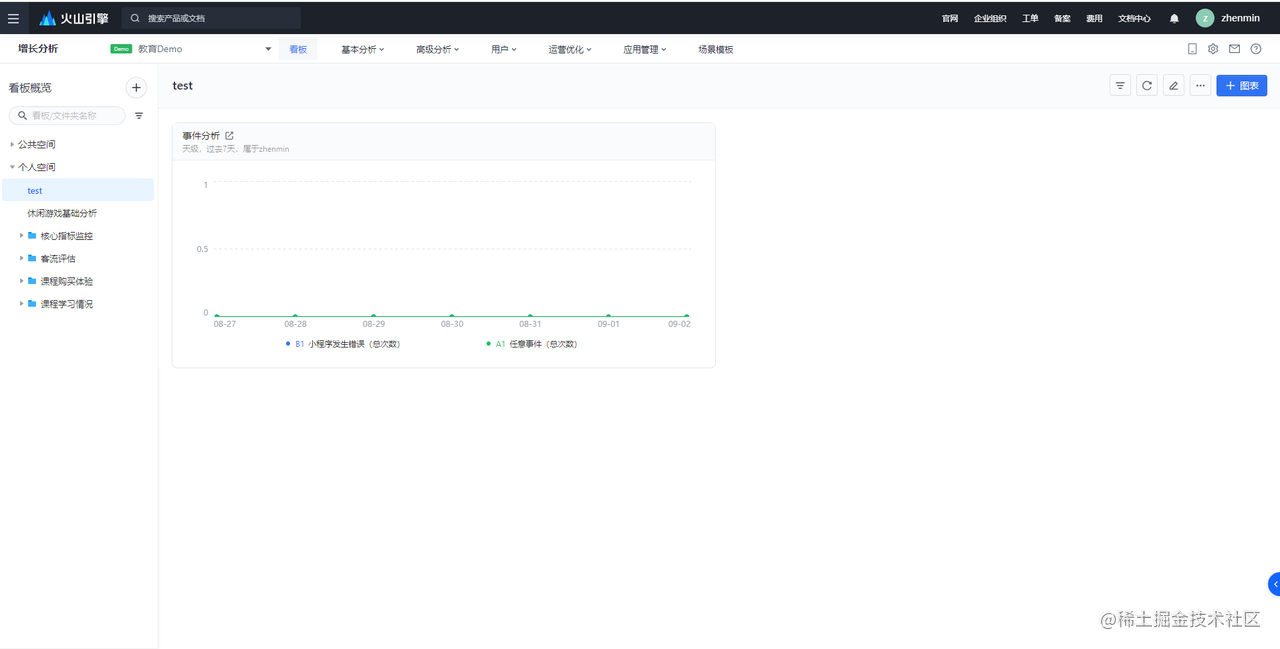 火山引擎 搜索产品或文档 官网 企业组织 工单 备案 费用 文档中心 Z zhenmin
增长分析 Demo 教育Demo 看板 基本分析 高级分析 用户 运营优化 应用管理 场景模板
看板概览
看板/文件夹名称
公共空间
个人空间
test
休闲游戏基础分析
核心指标监控
客流评估
课程购买体验
课程学习情况
test 图表
事件分析
天级，过去7天，属于zhenmin
1
0.5
0
08-27 08-28 08-29 08-30 08-31 09-01 09-02
B1 小程序发生错误（总次数） A1 任意事件（总次数）
@稀土掘金技术社区